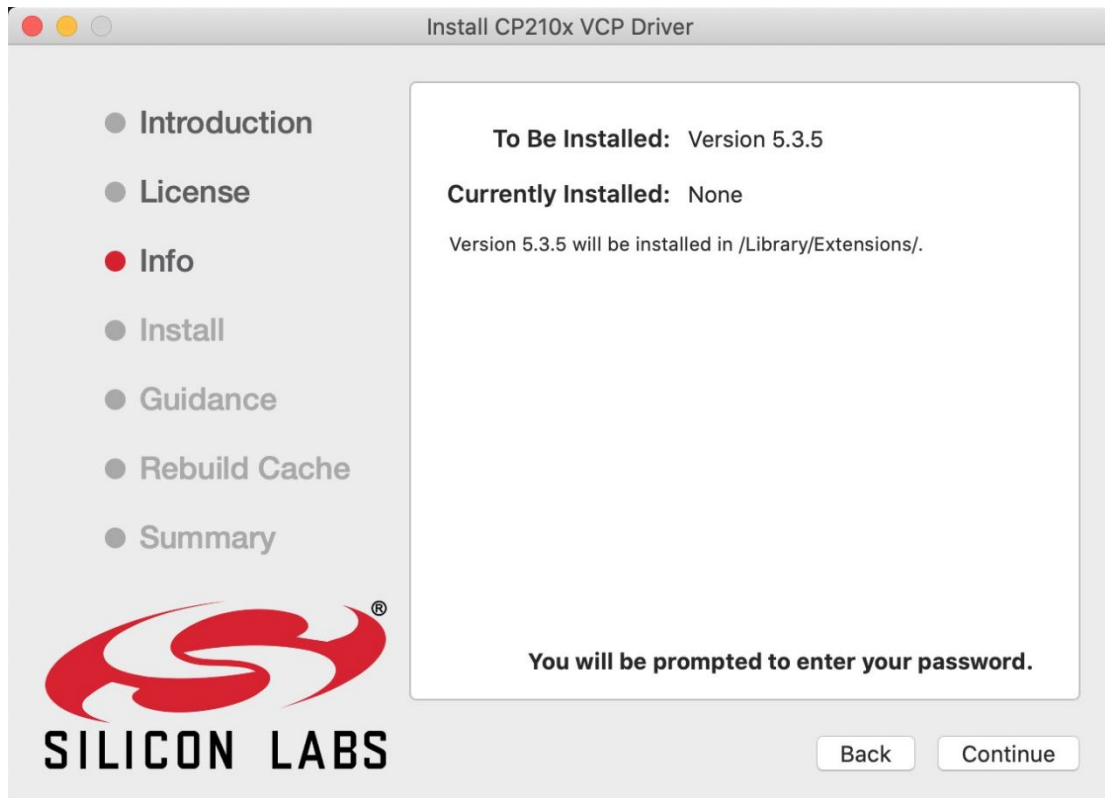 Install CP210x VCP Driver
Introduction
License
Info
Install
Guidance
Rebuild Cache
Summary
To Be Installed: Version 5.3.5
Currently Installed: None
Version 5.3.5 will be installed in /Library/Extensions/.
You will be prompted to enter your password.
®
SILICON LABS
Back
Continue